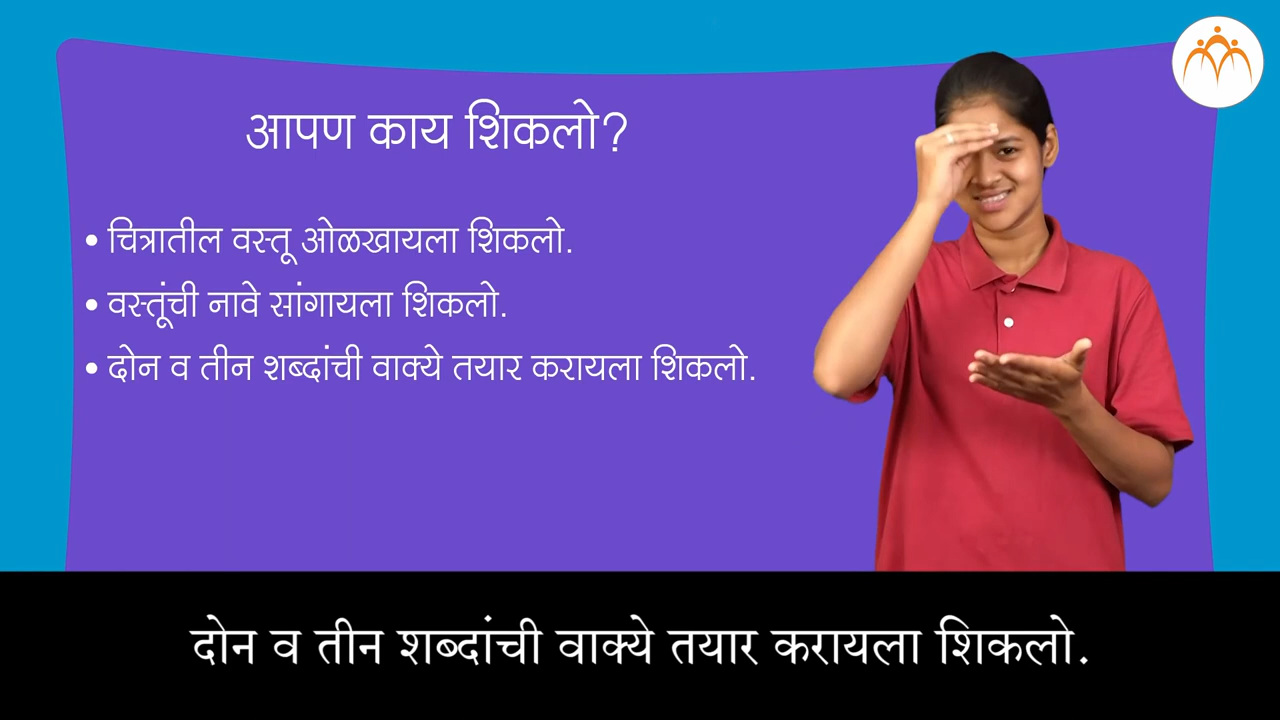 आपण काय शिकलो?
• चित्रातील वस्तू ओळखायला शिकलो.
• वस्तूंची नावे सांगायला शिकलो.
• दोन व तीन शब्दांची वाक्ये तयार करायला शिकलो.
दोन व तीन शब्दांची वाक्ये तयार करायला शिकलो.